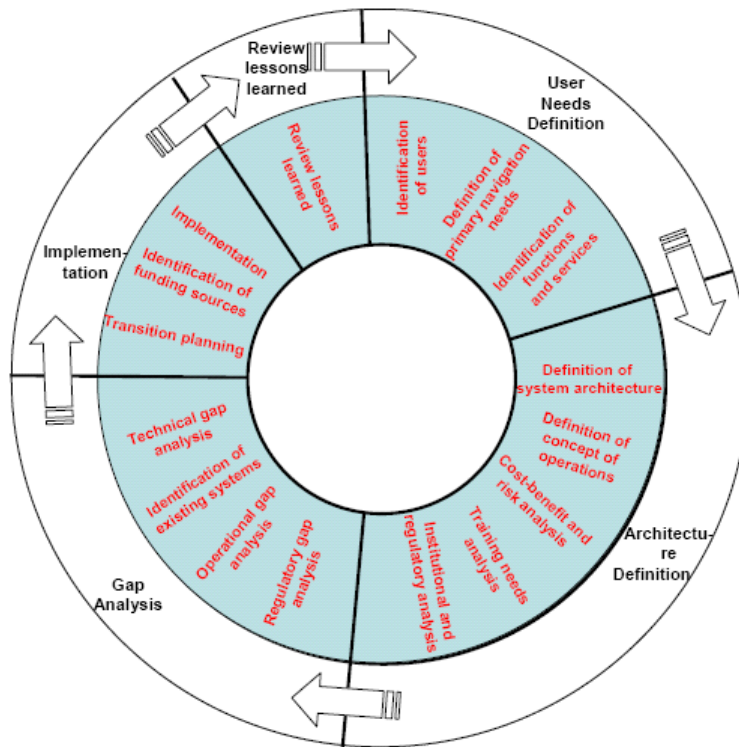 Review
lessons
learned
User
Needs
Definition
Architectu-
re
Definition
Gap
Analysis
Implemen-
tation
Review lessons
learned
Identification
of users
Definition of
primary navigation
needs
Identification of
functions
and services
Definition of
system architecture
Definition of
concept of
operations
Cost-benefit and
risk analysis
Training needs
analysis
Institutional and
regulatory analysis
Regulatory gap
analysis
Operational gap
analysis
Identification of
existing systems
Technical gap
analysis
Transition planning
Identification of
funding sources
Implementation